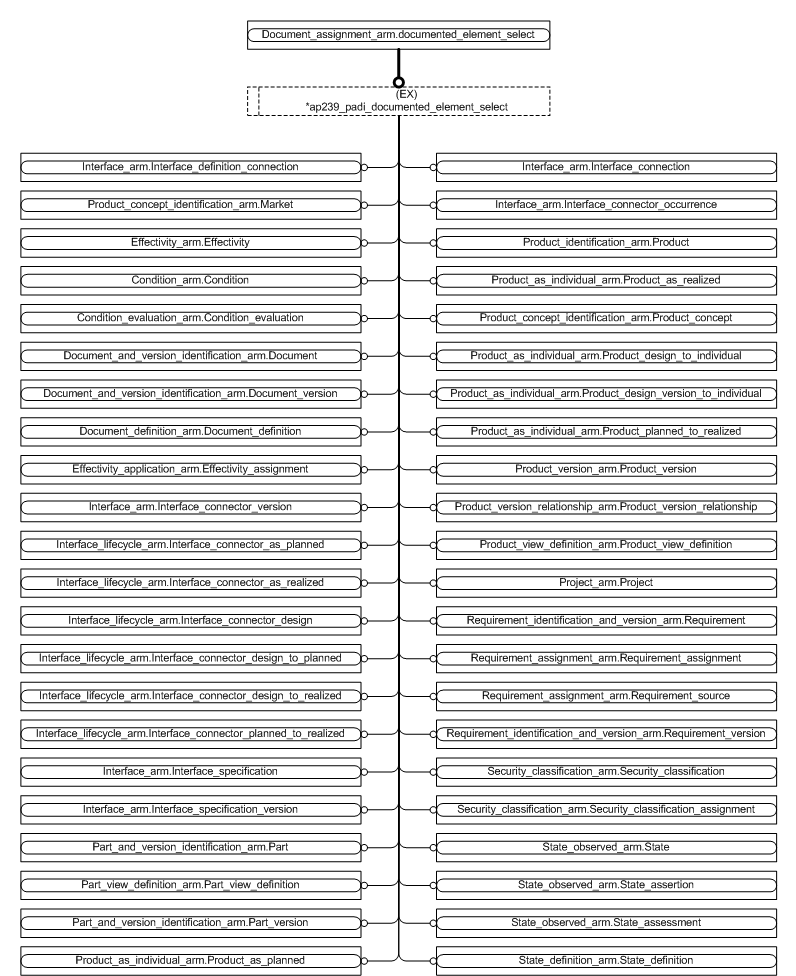 Document_assignment_arm.documented_element_select
(EX)
*ap239_padi_documented_element_select
Interface_arm.Interface_definition_connection
Interface_arm.Interface_connection
Product_concept_identification_arm.Market
Interface_arm.Interface_connector_occurrence
Effectivity_arm.Effectivity
Product_identification_arm.Product
Condition_arm.Condition
Product_as_individual_arm.Product_as_realized
Condition_evaluation_arm.Condition_evaluation
Product_concept_identification_arm.Product_concept
Document_and_version_identification_arm.Document
Product_as_individual_arm.Product_design_to_individual
Document_and_version_identification_arm.Document_version
Product_as_individual_arm.Product_design_version_to_individual
Document_definition_arm.Document_definition
Product_as_individual_arm.Product_planned_to_realized
Effectivity_application_arm.Effectivity_assignment
Product_version_arm.Product_version
Interface_arm.Interface_connector_version
Product_version_relationship_arm.Product_version_relationship
Interface_lifecycle_arm.Interface_connector_as_planned
Product_view_definition_arm.Product_view_definition
Interface_lifecycle_arm.Interface_connector_as_realized
Project_arm.Project
Interface_lifecycle_arm.Interface_connector_design
Requirement_identification_and_version_arm.Requirement
Interface_lifecycle_arm.Interface_connector_design_to_planned
Requirement_assignment_arm.Requirement_assignment
Interface_lifecycle_arm.Interface_connector_design_to_realized
Requirement_assignment_arm.Requirement_source
Interface_lifecycle_arm.Interface_connector_planned_to_realized
Requirement_identification_and_version_arm.Requirement_version
Interface_arm.Interface_specification
Security_classification_arm.Security_classification
Interface_arm.Interface_specification_version
Security_classification_arm.Security_classification_assignment
Part_and_version_identification_arm.Part
State_observed_arm.State
Part_view_definition_arm.Part_view_definition
State_observed_arm.State_assertion
Part_and_version_identification_arm.Part_version
State_observed_arm.State_assessment
Product_as_individual_arm.Product_as_planned
State_definition_arm.State_definition